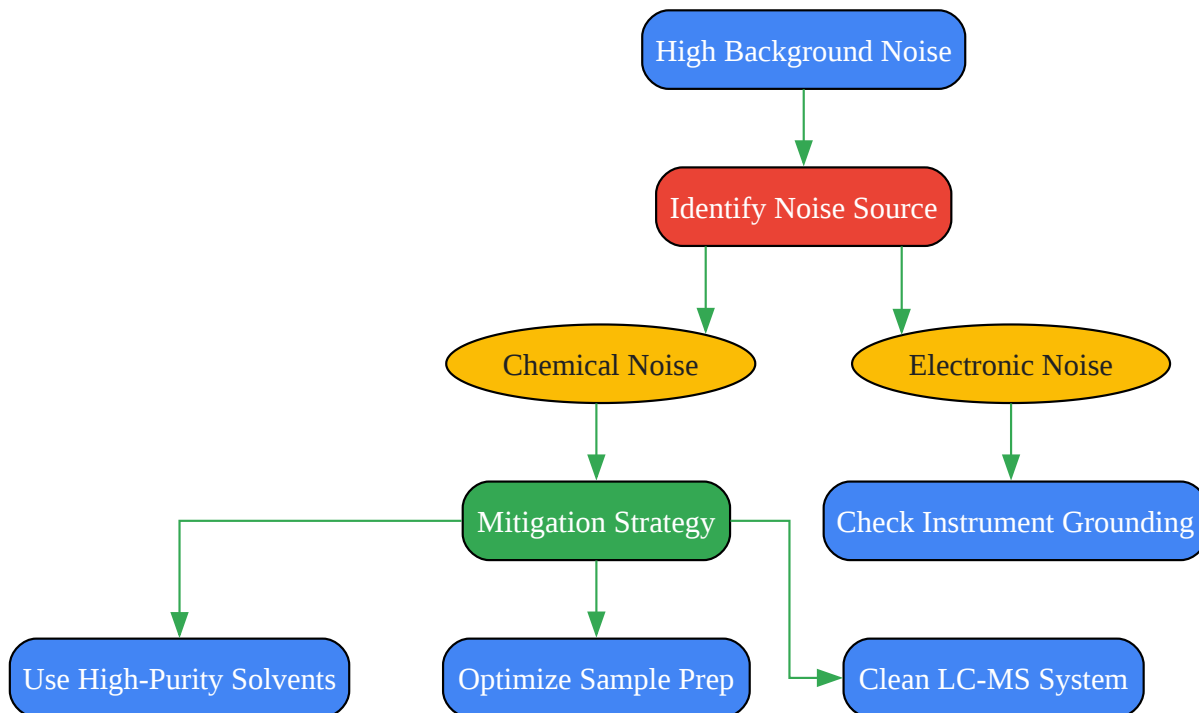 High Background Noise
Identify Noise Source
Chemical Noise
Electronic Noise
Mitigation Strategy
Check Instrument Grounding
Use High-Purity Solvents
Optimize Sample Prep
Clean LC-MS System